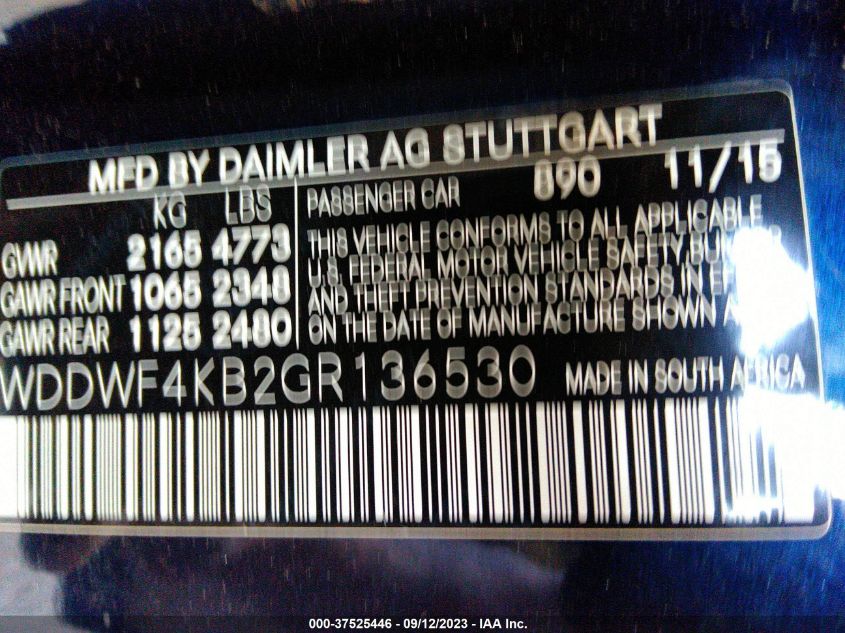 MFD BY DAIMLER AG STUTTGART
KG LBS PASSENGER CAR 890 11/15
GVWR 2165 4773 THIS VEHICLE CONFORMS TO ALL APPLICABLE
U.S. FEDERAL MOTOR VEHICLE SAFETY,
GAWR FRONT 1065 2348 AND THEFT PREVENTION STANDARDS IN
GAWR REAR 1125 2480 ON THE DATE OF MANUFACTURE SHOWN
WDDWF4KB2GR136530 MADE IN SOUTH AFRICA
000-37525446 - 09/12/2023 - IAA Inc.